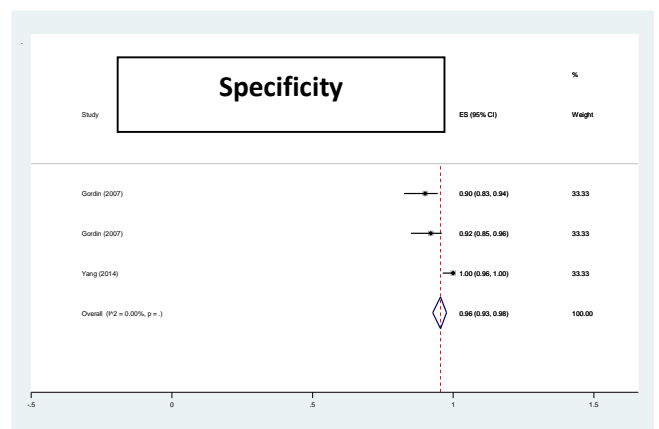 Specificity
%
Study ES (95% CI) Weight
Gordin (2007) 0.90 (0.83, 0.94) 33.33
Gordin (2007) 0.92 (0.85, 0.96) 33.33
Yang (2014) 1.00 (0.96, 1.00) 33.33
Overall (I^2 = 0.00%, p = .) 0.96 (0.93, 0.98) 100.00
-.5 0 .5 1 1.5